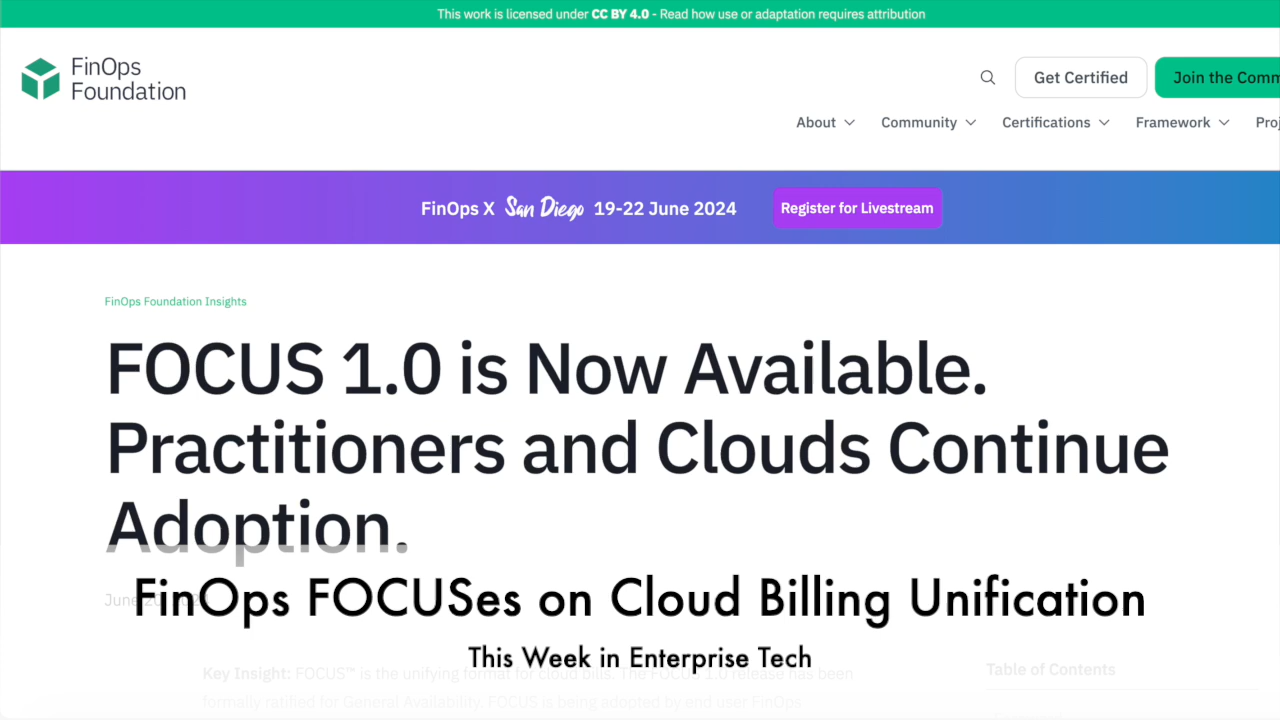 This work is licensed under CC BY 4.0 - Read how use or adaptation requires attribution
FinOps
Foundation
Get Certified
Join the Comm
About
Community
Certifications
Framework
Proj
FinOps X San Diego 19-22 June 2024
Register for Livestream
FinOps Foundation Insights
FOCUS 1.0 is Now Available.
Practitioners and Clouds Continue
Adoption.
June 20
FinOps FOCUSes on Cloud Billing Unification
This Week in Enterprise Tech
Key Insight: FOCUS™ is the unifying format for cloud bills. The FOCUS 1.0 release has been
formally ratified for General Availability. FOCUS is being adopted by end user FinOps
Table of Contents